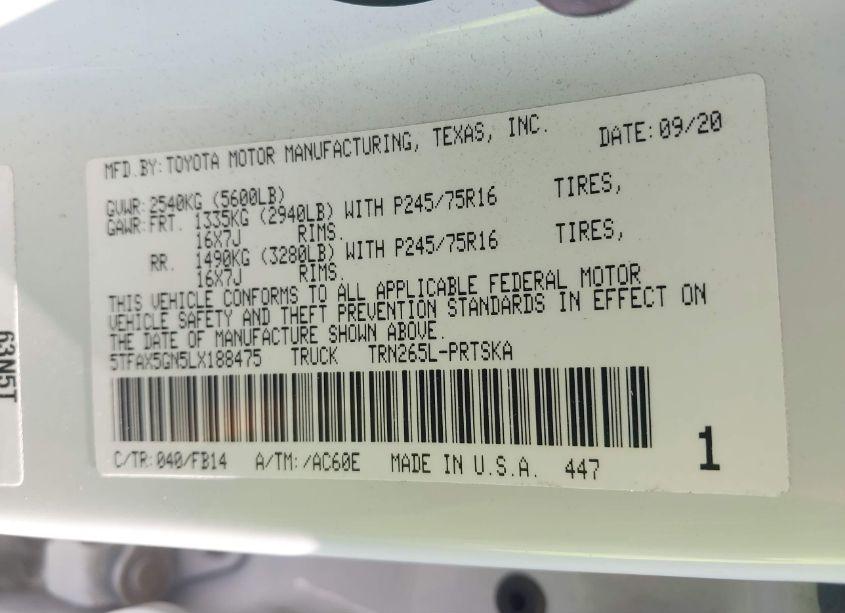 MFD.BY:TOYOTA MOTOR MANUFACTURING, TEXAS, INC. DATE:09/20
GVWR:2540KG (5600LB)
GAWR:FRT. 1335KG (2940LB) WITH P245/75R16 TIRES,
16X7J RIMS.
RR. 1490KG (3280LB) WITH P245/75R16 TIRES,
16X7J RIMS.
THIS VEHICLE CONFORMS TO ALL APPLICABLE FEDERAL MOTOR
VEHICLE SAFETY AND THEFT PREVENTION STANDARDS IN EFFECT ON
THE DATE OF MANUFACTURE SHOWN ABOVE.
5TFAX5GN5LX188475 TRUCK TRN265L-PRTSKA
C/TR:040/FB14 A/TM:/AC60E MADE IN U.S.A. 447 1
63N5T